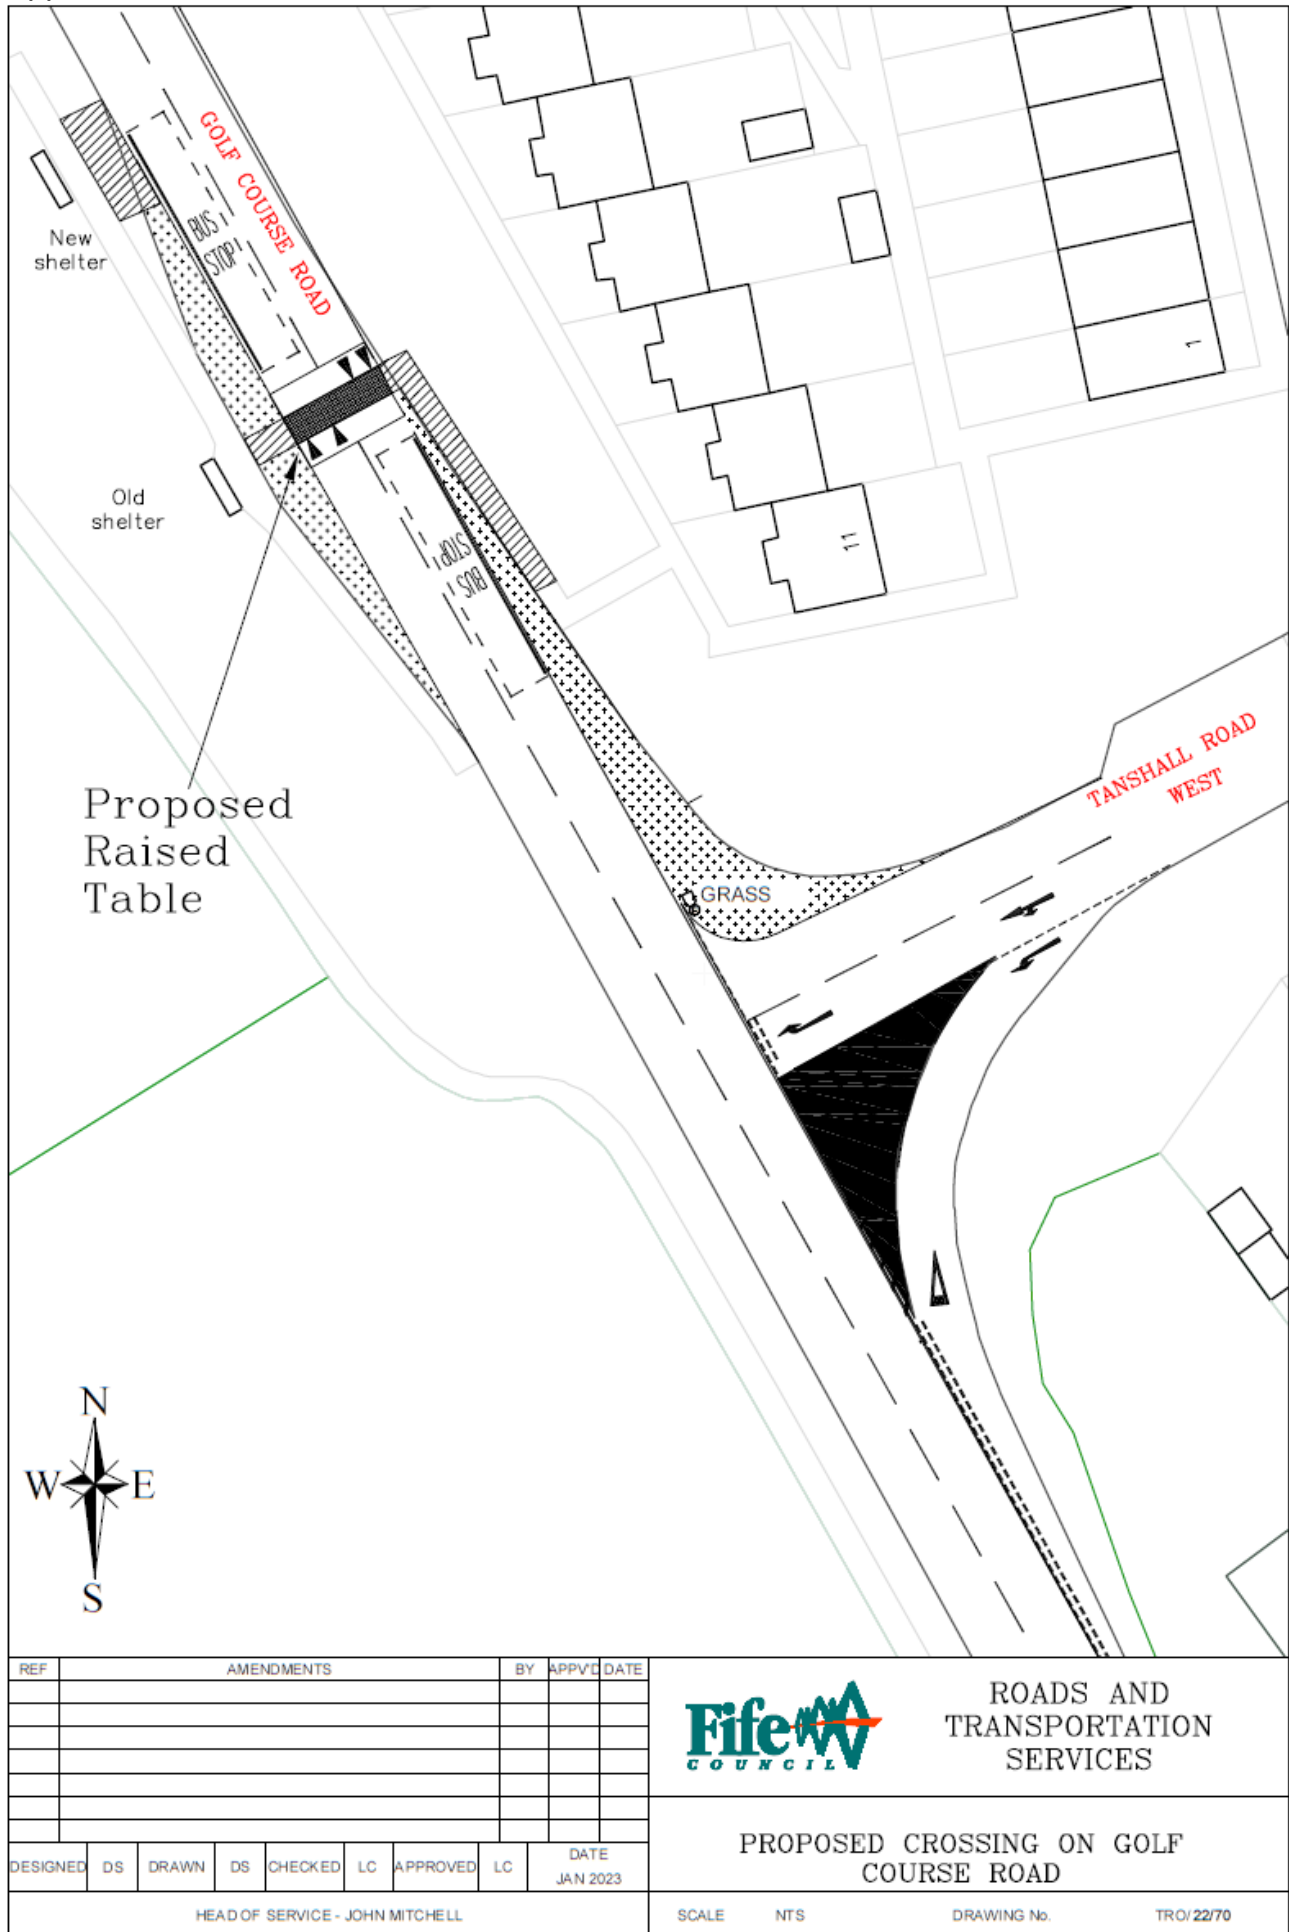 GOLF COURSE ROAD
BUS
STOP
New
shelter
1
Old
shelter
11
BUS
STOP
TANSHALL ROAD
WEST
Proposed
Raised
Table
GRASS
N
W E
S
REF AMENDMENTS BY APPV'D DATE
Fife
COUNCIL
ROADS AND
TRANSPORTATION
SERVICES
PROPOSED CROSSING ON GOLF
COURSE ROAD
DESIGNED DS DRAWN DS CHECKED LC APPROVED LC DATE
JAN 2023
HEAD OF SERVICE - JOHN MITCHELL
SCALE NTS DRAWING No. TRO/22/70